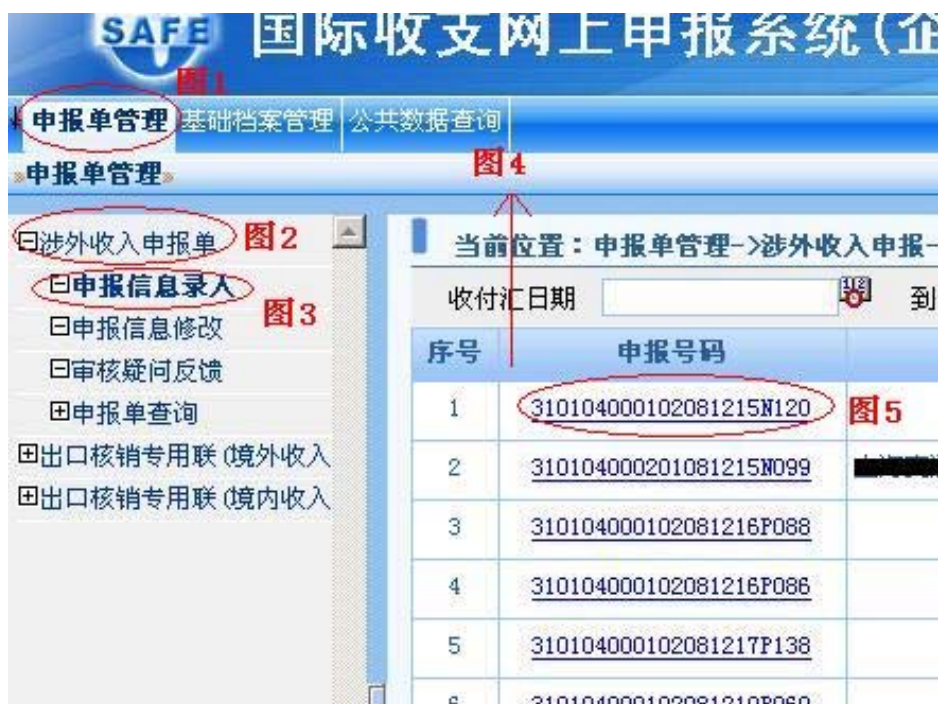 SAFE 国际收支网上申报系统(企
图1
申报单管理 基础档案管理 公共数据查询
图4
»申报单管理»
涉外收入申报单 图2
申报信息录入
图3
申报信息修改
审核疑问反馈
申报单查询
出口核销专用联(境外收入
出口核销专用联(境内收入
当前位置：申报单管理->涉外收入申报-
收付汇日期 到
序号 申报号码
1 310104000102081215N120 图5
2 310104000201081215N099
3 310104000102081216P088
4 310104000102081216P086
5 310104000102081217P138